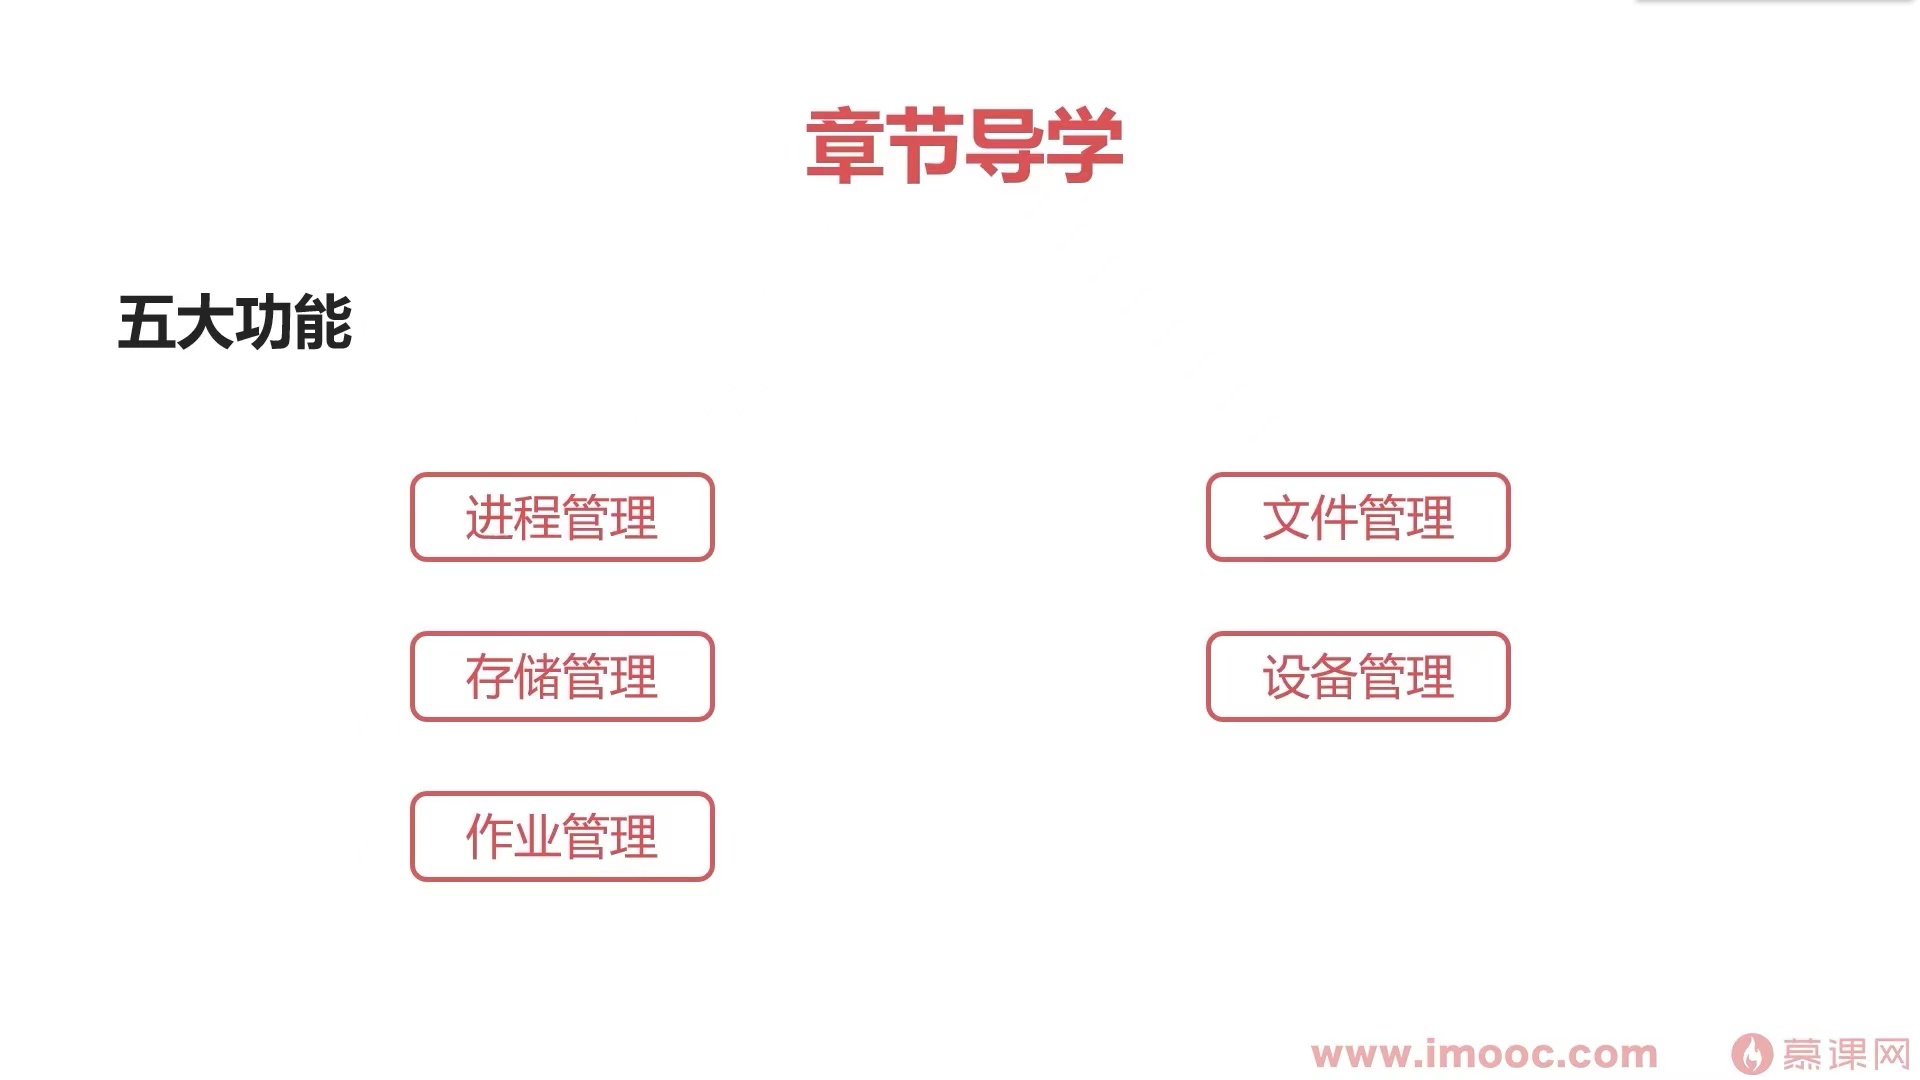 章节导学
五大功能
进程管理
文件管理
存储管理
设备管理
作业管理
www.imooc.com
慕课网